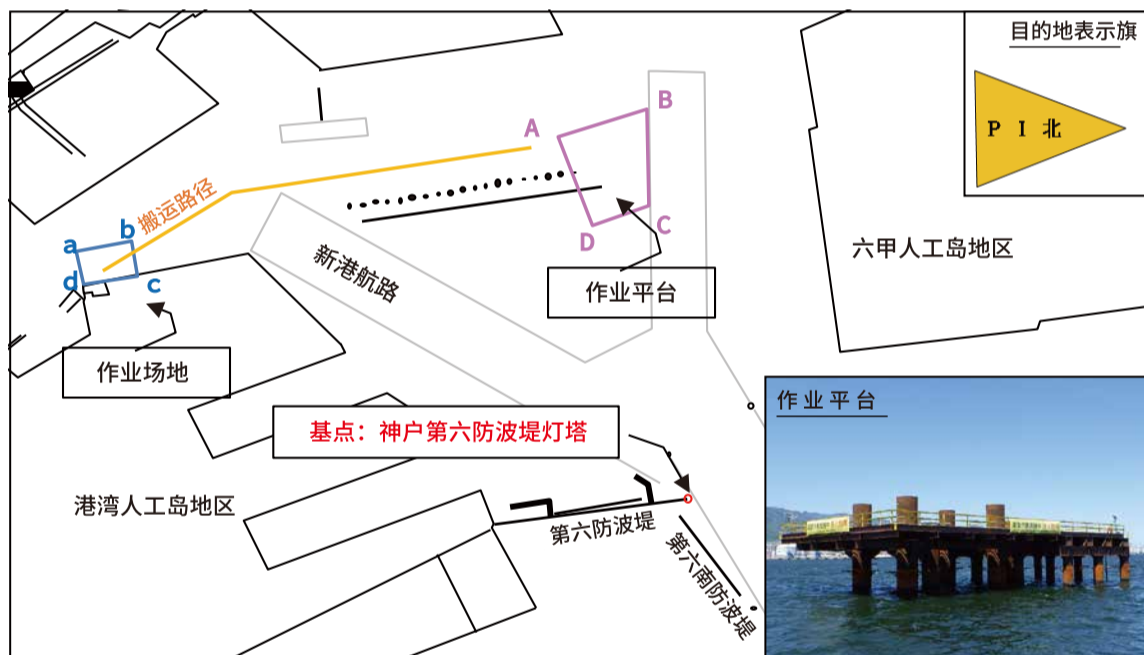 目的地表示旗
P I 北
A
B
C
D
搬运路径
a
b
c
d
新港航路
六甲人工岛地区
作业平台
作业场地
作业平台
基点：神户第六防波堤灯塔
港湾人工岛地区
第六防波堤
第六南防波堤